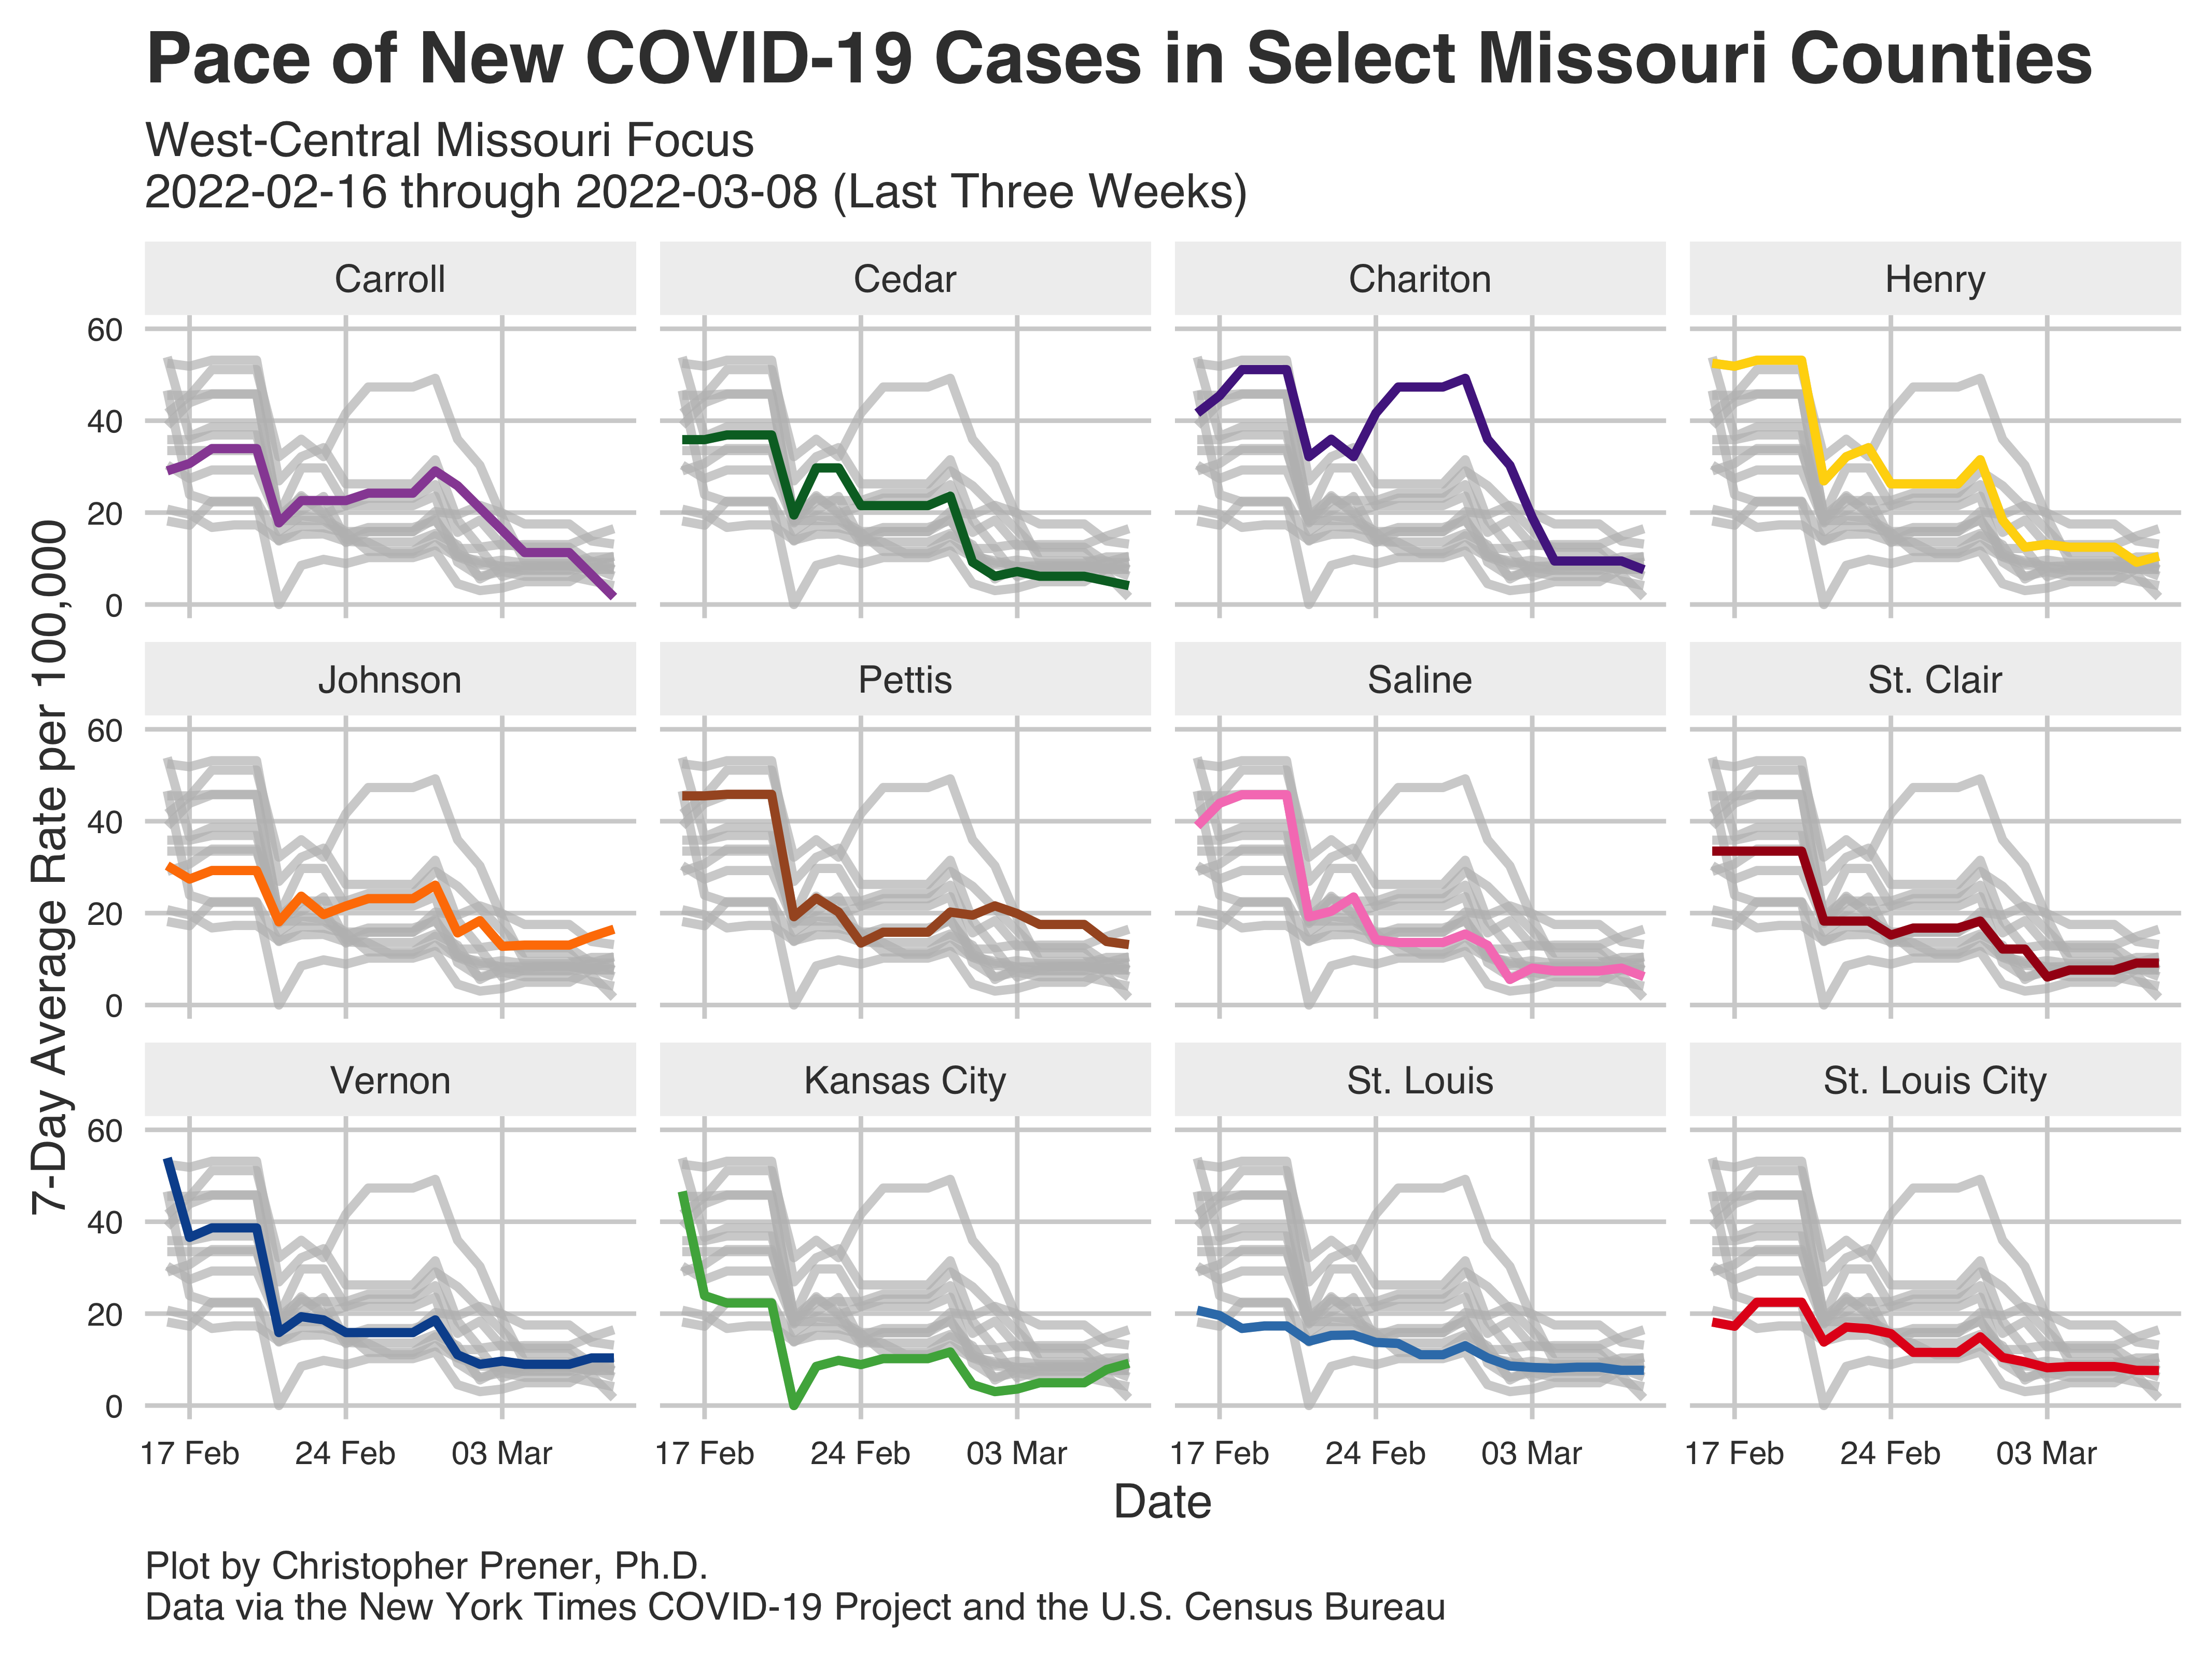 Pace of New COVID-19 Cases in Select Missouri Counties
West-Central Missouri Focus
2022-02-16 through 2022-03-08 (Last Three Weeks)
7-Day Average Rate per 100,000
Carroll
Cedar
Chariton
Henry
60
40
20
0
Johnson
Pettis
Saline
St. Clair
60
40
20
0
Vernon
Kansas City
St. Louis
St. Louis City
60
40
20
0
17 Feb 24 Feb 03 Mar
17 Feb 24 Feb 03 Mar
17 Feb 24 Feb 03 Mar
17 Feb 24 Feb 03 Mar
Date
Plot by Christopher Prener, Ph.D.
Data via the New York Times COVID-19 Project and the U.S. Census Bureau